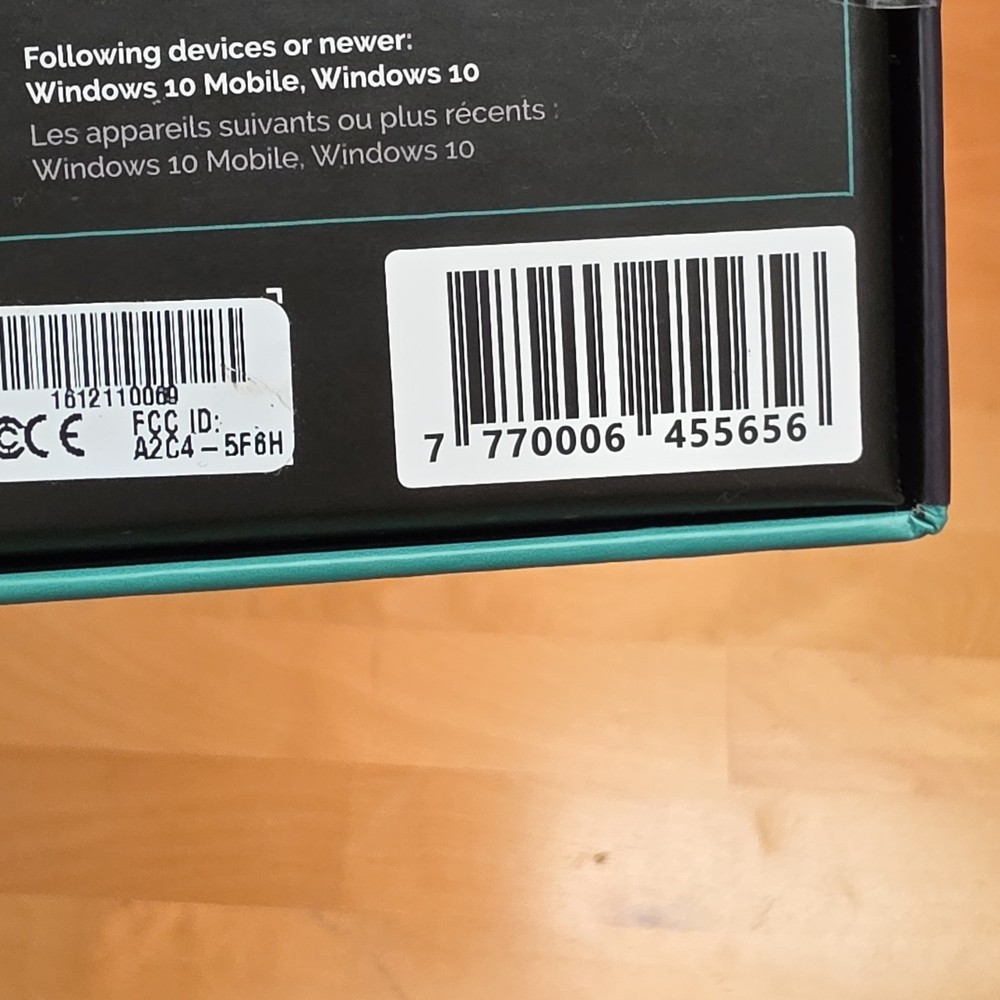 Following devices or newer:
Windows 10 Mobile, Windows 10
Les appareils suivants ou plus récents :
Windows 10 Mobile, Windows 10
1612110069
FCC ID:
CE A2C4-5F6H
7 770006 455656